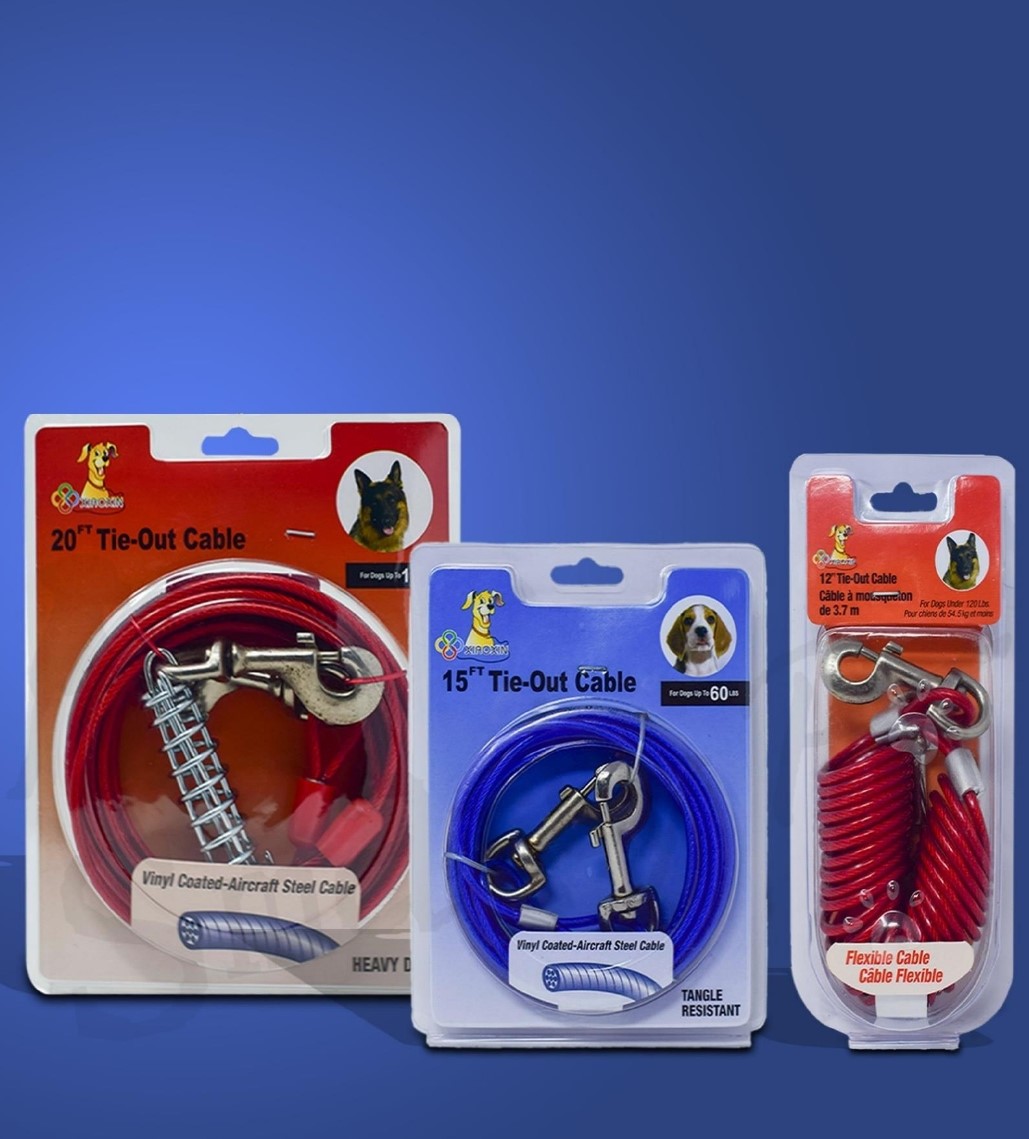 XIAOXIN
20FT Tie-Out Cable
For Dogs Up To 1
Vinyl Coated-Aircraft Steel Cable
HEAVY D
XIAOXIN
15FT Tie-Out Cable
For Dogs Up To 60 LBS
Vinyl Coated-Aircraft Steel Cable
TANGLE
RESISTANT
12" Tie-Out Cable
Câble à mousqueton
de 3.7 m
For Dogs Under 120 Lbs.
Pour chiens de 54.5kg et moins
Flexible Cable
Câble Flexible